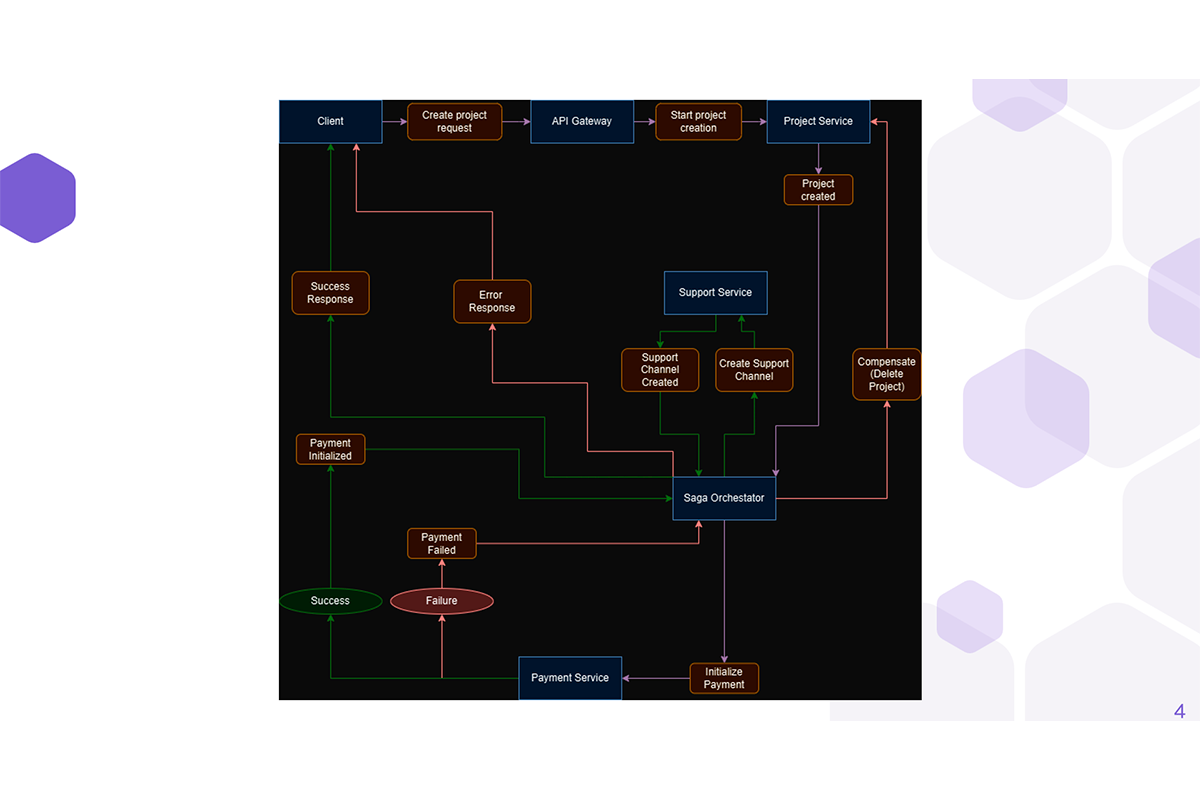 Client
Create project
request
API Gateway
Start project
creation
Project Service
Project
created
Success
Response
Error
Response
Support Service
Support
Channel
Created
Create Support
Channel
Compensate
(Delete
Project)
Payment
Initialized
Saga Orchestator
Payment
Failed
Success
Failure
Payment Service
Initialize
Payment
4